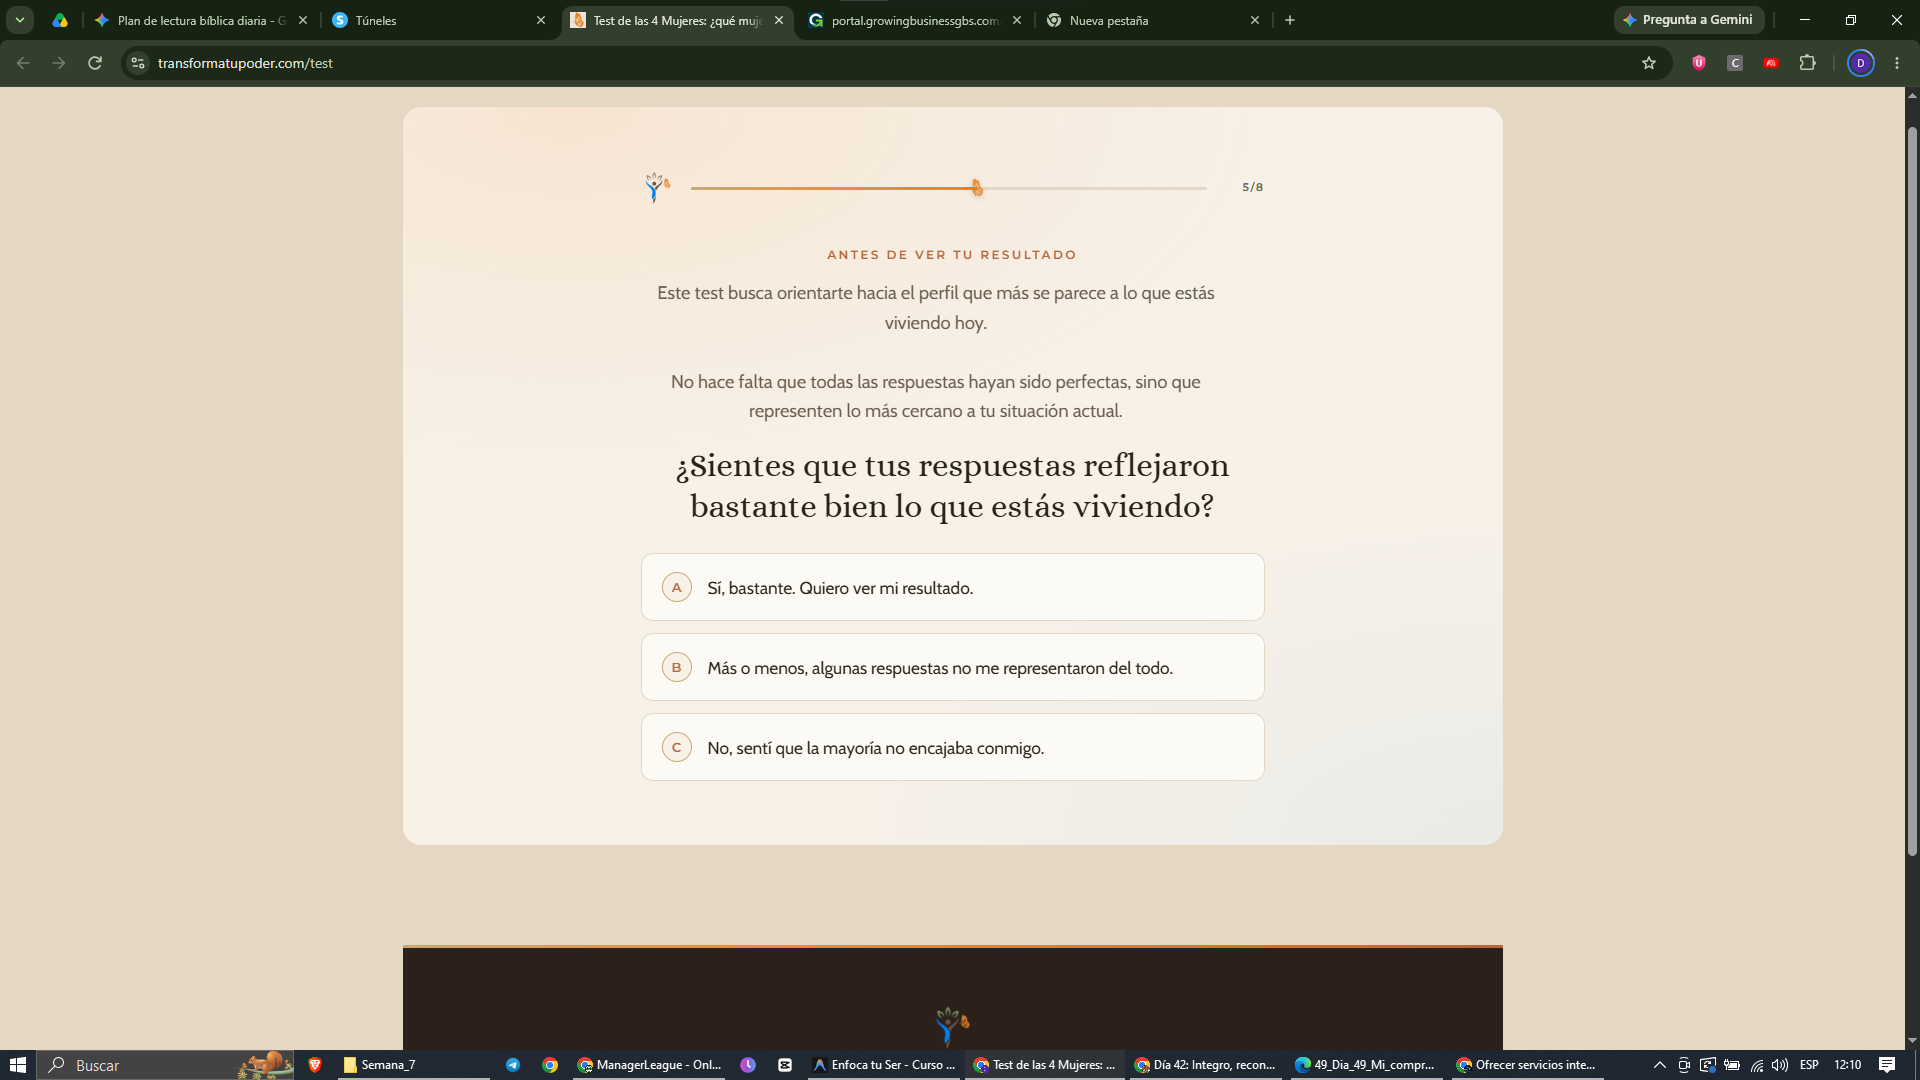 Plan de lectura bíblica diaria - G
Túneles
Test de las 4 Mujeres: ¿qué muje
portal.growingbusinessgbs.com
Nueva pestaña
Pregunta a Gemini
transformatupoder.com/test
U
C
D
5/8
ANTES DE VER TU RESULTADO
Este test busca orientarte hacia el perfil que más se parece a lo que estás
viviendo hoy.
No hace falta que todas las respuestas hayan sido perfectas, sino que
representen lo más cercano a tu situación actual.
¿Sientes que tus respuestas reflejaron
bastante bien lo que estás viviendo?
A
Sí, bastante. Quiero ver mi resultado.
B
Más o menos, algunas respuestas no me representaron del todo.
C
No, sentí que la mayoría no encajaba conmigo.
Buscar
Semana_7
ManagerLeague - Onl...
Enfoca tu Ser - Curso ...
Test de las 4 Mujeres: ...
Día 42: Integro, recon...
49_Dia_49_Mi_compr...
Ofrecer servicios inte...
ESP
12:10